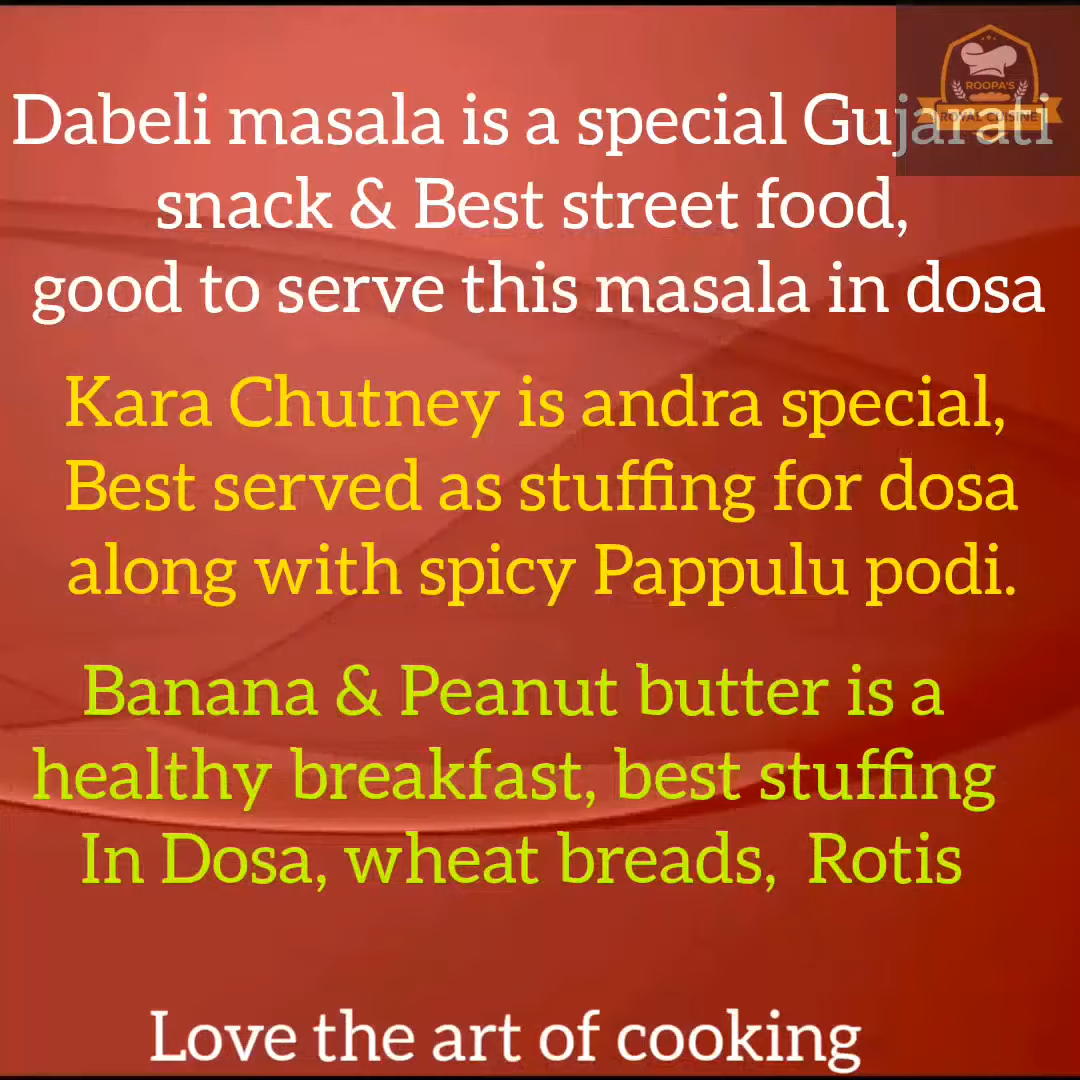 ROOPA'S
ROYAL CUISINE
Dabeli masala is a special Gujarati
snack & Best street food,
good to serve this masala in dosa
Kara Chutney is andra special,
Best served as stuffing for dosa
along with spicy Pappulu podi.
Banana & Peanut butter is a
healthy breakfast, best stuffing
In Dosa, wheat breads, Rotis
Love the art of cooking